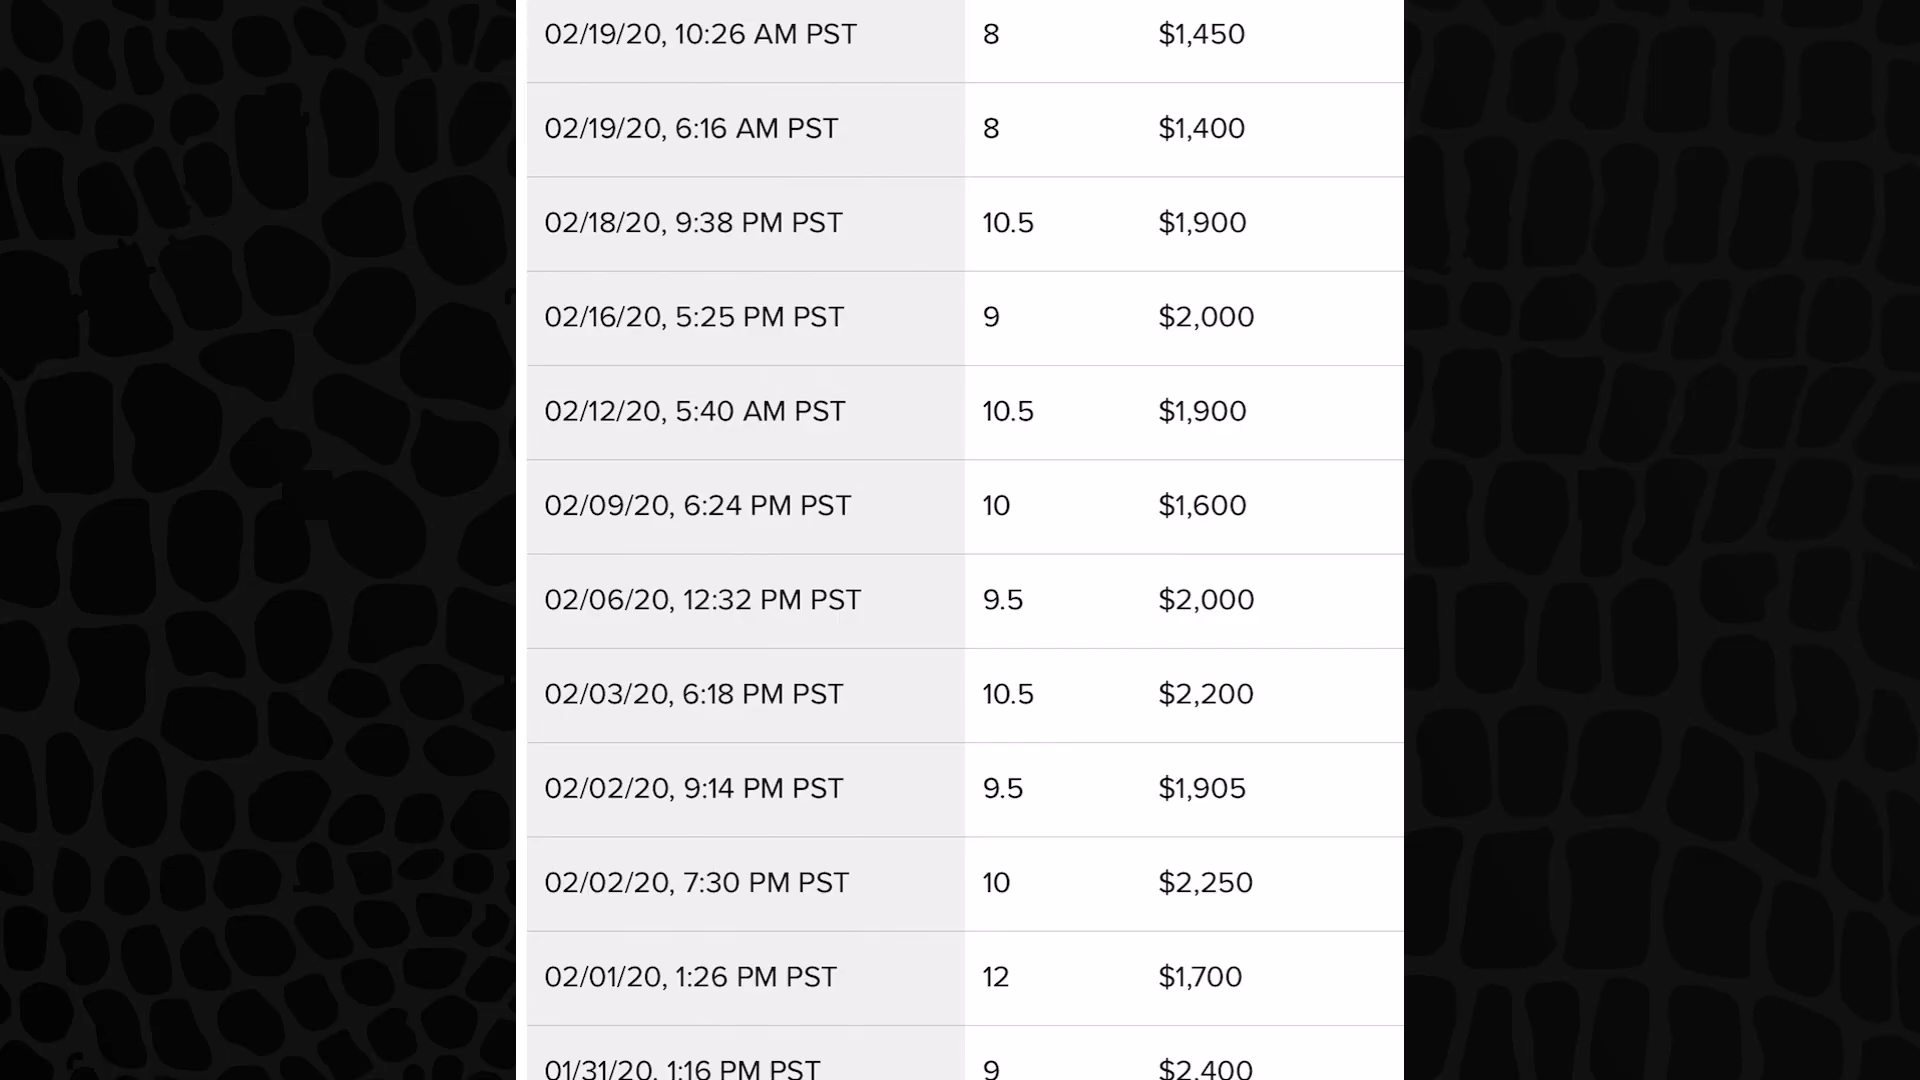 02/19/20, 10:26 AM PST 8 $1,450
02/19/20, 6:16 AM PST 8 $1,400
02/18/20, 9:38 PM PST 10.5 $1,900
02/16/20, 5:25 PM PST 9 $2,000
02/12/20, 5:40 AM PST 10.5 $1,900
02/09/20, 6:24 PM PST 10 $1,600
02/06/20, 12:32 PM PST 9.5 $2,000
02/03/20, 6:18 PM PST 10.5 $2,200
02/02/20, 9:14 PM PST 9.5 $1,905
02/02/20, 7:30 PM PST 10 $2,250
02/01/20, 1:26 PM PST 12 $1,700
01/31/20, 1:16 PM PST 9 $2,400